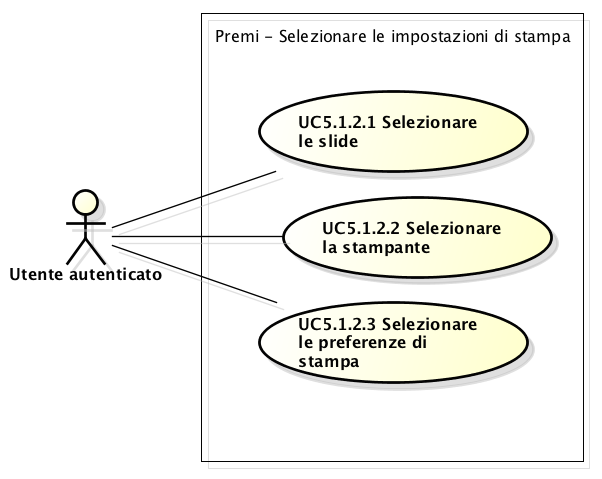 Premi - Selezionare le impostazioni di stampa
UC5.1.2.1 Selezionare
le slide
UC5.1.2.2 Selezionare
la stampante
Utente autenticato
UC5.1.2.3 Selezionare
le preferenze di
stampa